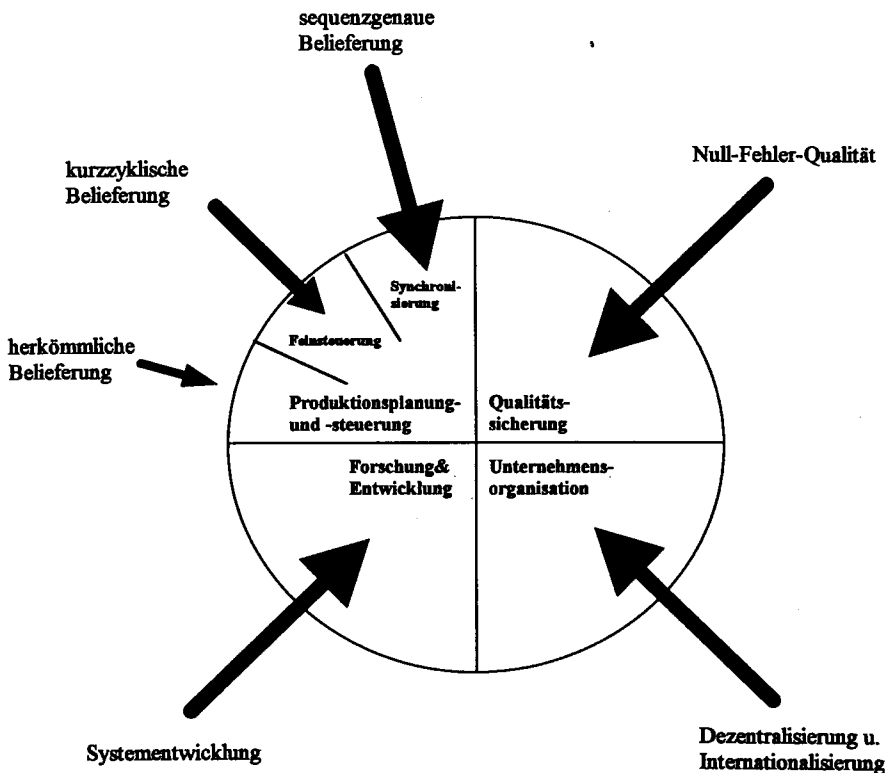 sequenzgenaue
Belieferung
kurzzyklische
Belieferung
Null-Fehler-Qualität
Synchroni-
sierung
Feinsteuerung
herkömmliche
Belieferung
Produktionsplanung-
und -steuerung
Qualitäts-
sicherung
Forschung&
Entwicklung
Unternehmens-
organisation
Systementwicklung
Dezentralisierung u.
Internationalisierung